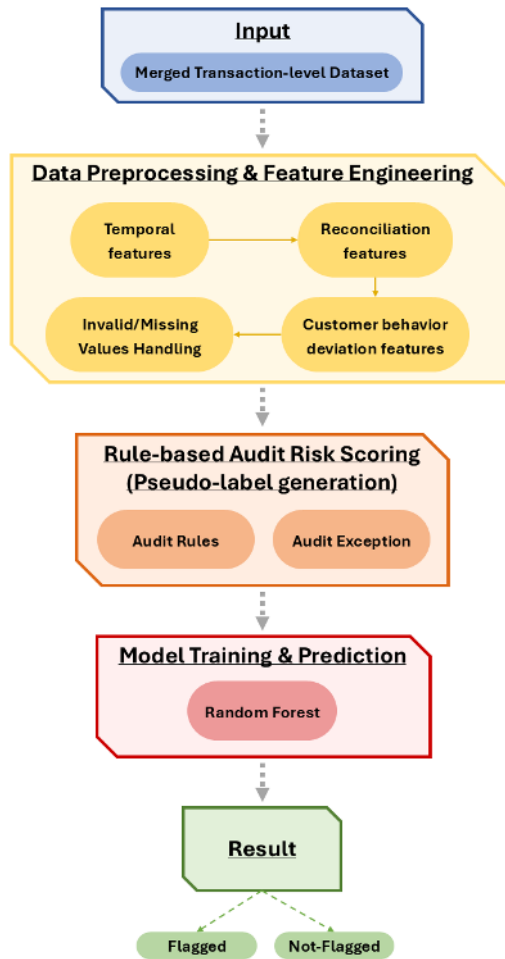 Input
Merged Transaction-level Dataset
Data Preprocessing & Feature Engineering
Temporal
features
Reconciliation
features
Invalid/Missing
Values Handling
Customer behavior
deviation features
Rule-based Audit Risk Scoring
(Pseudo-label generation)
Audit Rules
Audit Exception
Model Training & Prediction
Random Forest
Result
Flagged
Not-Flagged